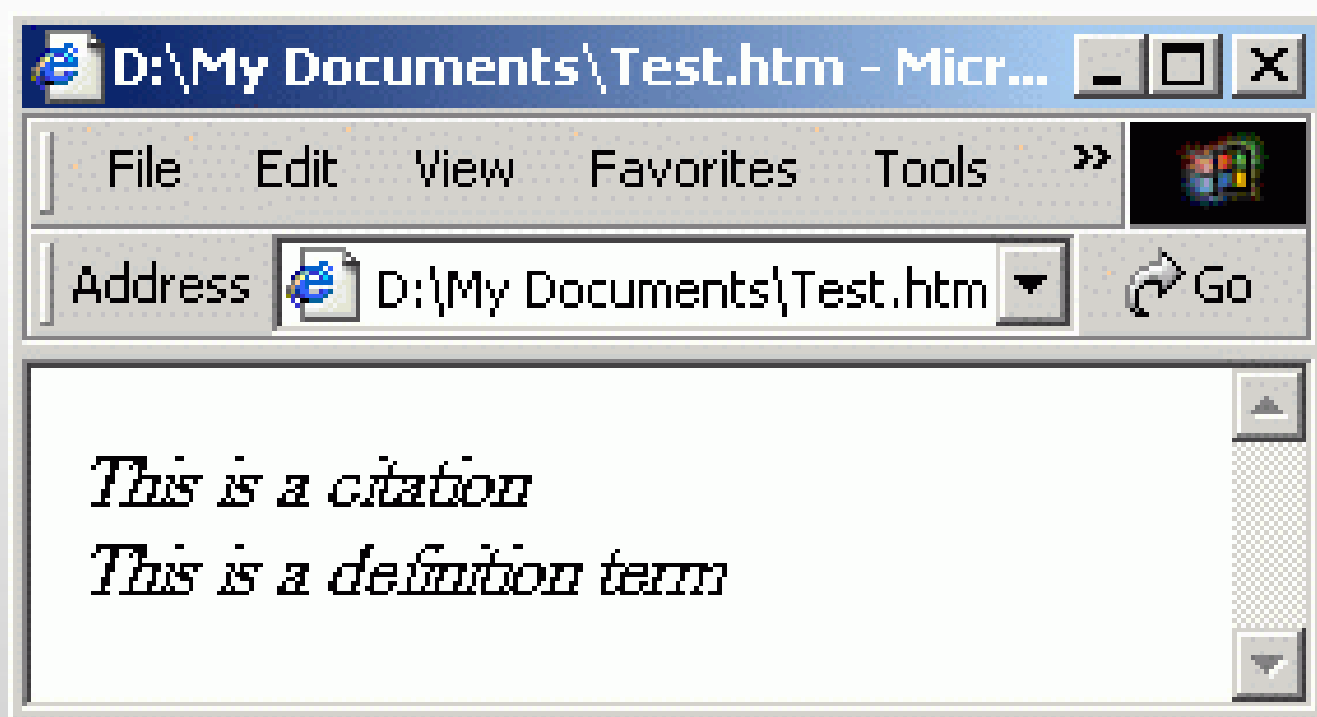 D:\My Documents\Test.htm - Micr...
File Edit View Favorites Tools »
Address D:\My Documents\Test.htm Go
This is a citation
This is a definition term